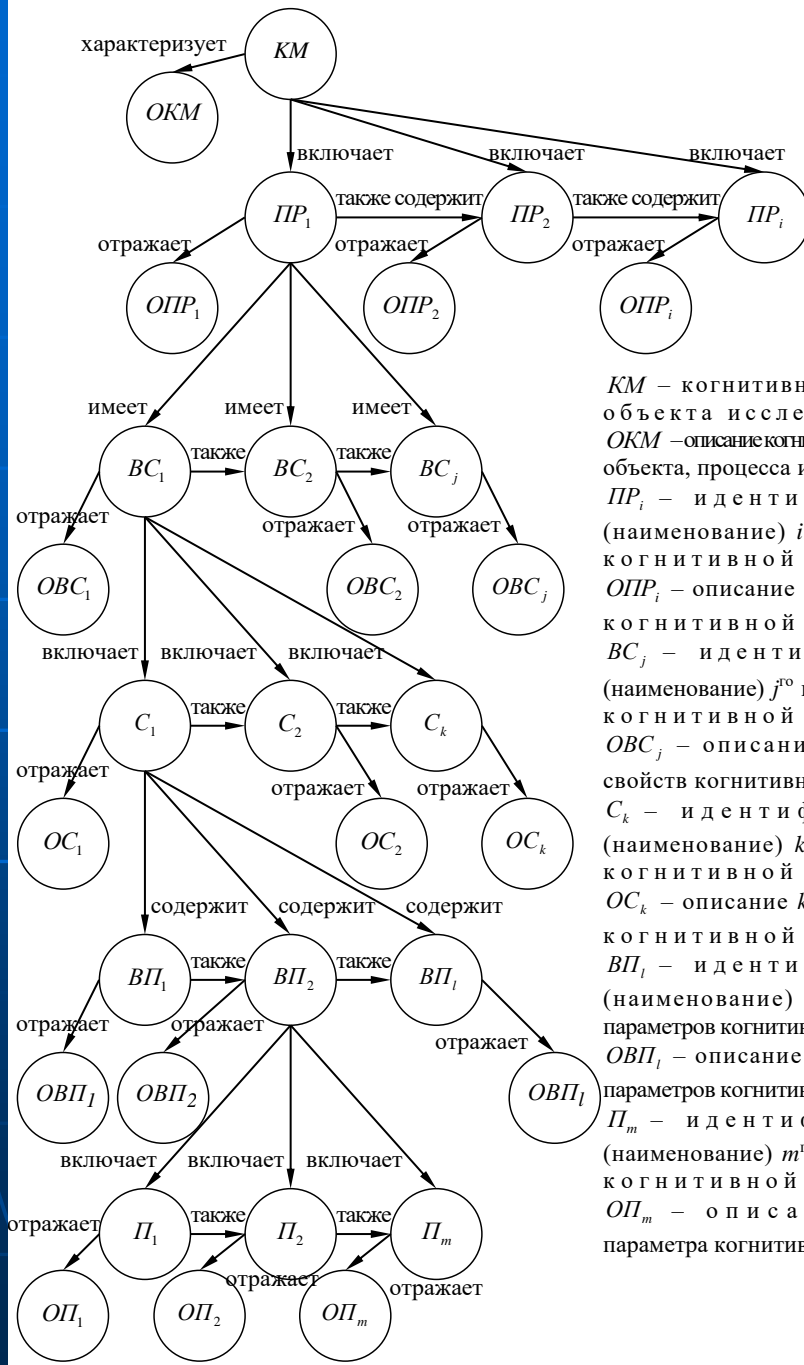 характеризует
КМ
ОКМ
включает включает включает
ПР₁ также содержит ПР₂ также содержит ПРᵢ
отражает отражает отражает
ОПР₁ ОПР₂ ОПРᵢ
имеет имеет имеет
ВС₁ также ВС₂ также ВСⱼ
отражает отражает отражает
ОВС₁ ОВС₂ ОВСⱼ
включает включает включает
С₁ также С₂ также Сₖ
отражает отражает отражает
ОС₁ ОС₂ ОСₖ
содержит содержит содержит
ВП₁ также ВП₂ также ВПₗ
отражает отражает отражает
ОВП₁ ОВП₂ ОВПₗ
включает включает включает
П₁ также П₂ также Пₘ
отражает отражает отражает
ОП₁ ОП₂ ОПₘ
КМ – когнитивн
объекта иссле
ОКМ – описание когни
объекта, процесса и
ПРᵢ – иденти
(наименование) i
когнитивной
ОПРᵢ – описание
когнитивной
ВСⱼ – иденти
(наименование) jᵍᵒ
когнитивной
ОВСⱼ – описани
свойств когнитивн
Сₖ – идентиф
(наименование) k
когнитивной
ОСₖ – описание k
когнитивной
ВПₗ – иденти
(наименование)
параметров когнитив
ОВПₗ – описание
параметров когнитив
Пₘ – иденти
(наименование) m
когнитивной
ОПₘ – описа
параметра когнитив